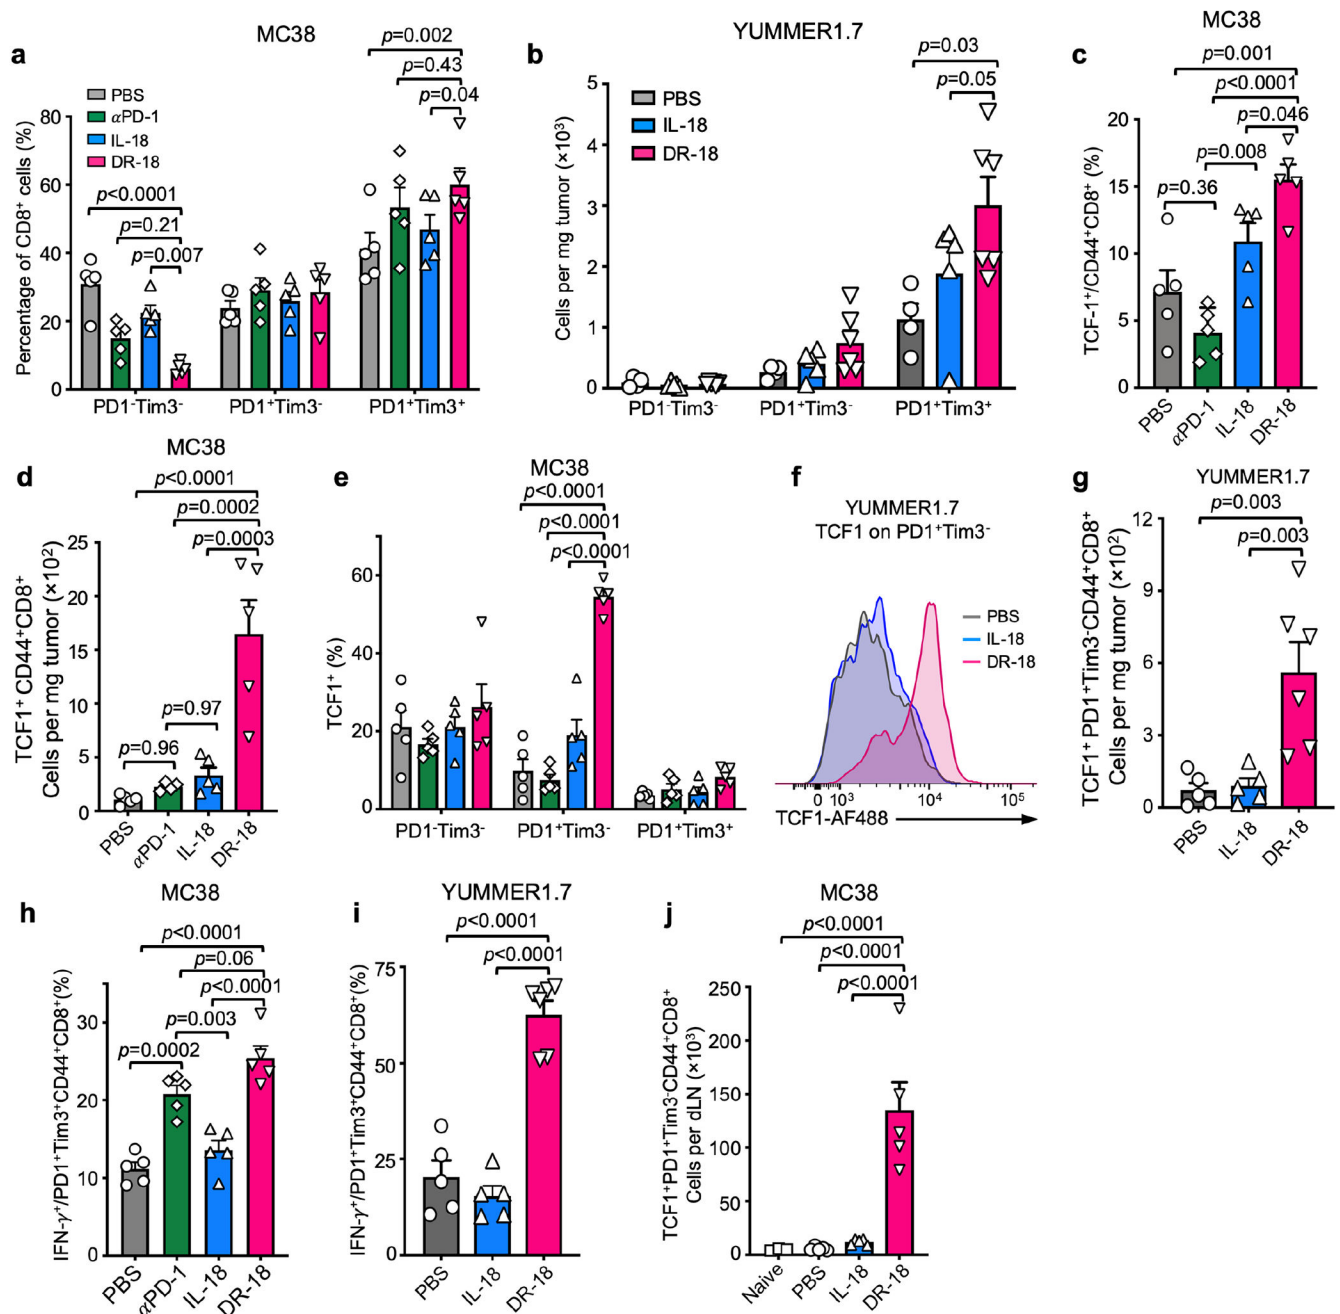 a
MC38
PBS
αPD-1
IL-18
DR-18
p<0.0001
p=0.21
p=0.007
p=0.002
p=0.43
p=0.04
Percentage of CD8⁺ cells (%)
80
60
40
20
0
PD1⁻Tim3⁻
PD1⁺Tim3⁻
PD1⁺Tim3⁺
b
YUMMER1.7
PBS
IL-18
DR-18
p=0.03
p=0.05
Cells per mg tumor (×10³)
5
4
3
2
1
0
PD1⁻Tim3⁻
PD1⁺Tim3⁻
PD1⁺Tim3⁺
c
MC38
p=0.001
p<0.0001
p=0.046
p=0.008
p=0.36
TCF-1⁺/CD44⁺CD8⁺ (%)
20
15
10
5
0
PBS
αPD-1
IL-18
DR-18
d
MC38
p<0.0001
p=0.0002
p=0.0003
p=0.97
p=0.96
TCF1⁺ CD44⁺CD8⁺
Cells per mg tumor (×10²)
25
20
15
10
5
0
PBS
αPD-1
IL-18
DR-18
e
MC38
p<0.0001
p<0.0001
p<0.0001
TCF1⁺ (%)
60
20
0
PD1⁻Tim3⁻
PD1⁺Tim3⁻
PD1⁺Tim3⁺
f
YUMMER1.7
TCF1 on PD1⁺Tim3⁻
PBS
IL-18
DR-18
0 10³ 10⁴ 10⁵
TCF1-AF488
g
YUMMER1.7
p=0.003
p=0.003
TCF1⁺ PD1⁺Tim3⁻CD44⁺CD8⁺
Cells per mg tumor (×10²)
12
9
6
3
0
PBS
IL-18
DR-18
h
MC38
p<0.0001
p=0.06
p<0.0001
p=0.003
p=0.0002
IFN-γ⁺/PD1⁺Tim3⁺CD44⁺CD8⁺(%)
30
20
10
0
PBS
αPD-1
IL-18
DR-18
i
YUMMER1.7
p<0.0001
p<0.0001
IFN-γ⁺/PD1⁺Tim3⁺CD44⁺CD8⁺(%)
75
50
25
0
PBS
IL-18
DR-18
j
MC38
p<0.0001
p<0.0001
p<0.0001
TCF1⁺PD1⁺Tim3⁻CD44⁺CD8⁺
Cells per dLN (×10³)
250
200
150
100
50
0
Naive
PBS
IL-18
DR-18